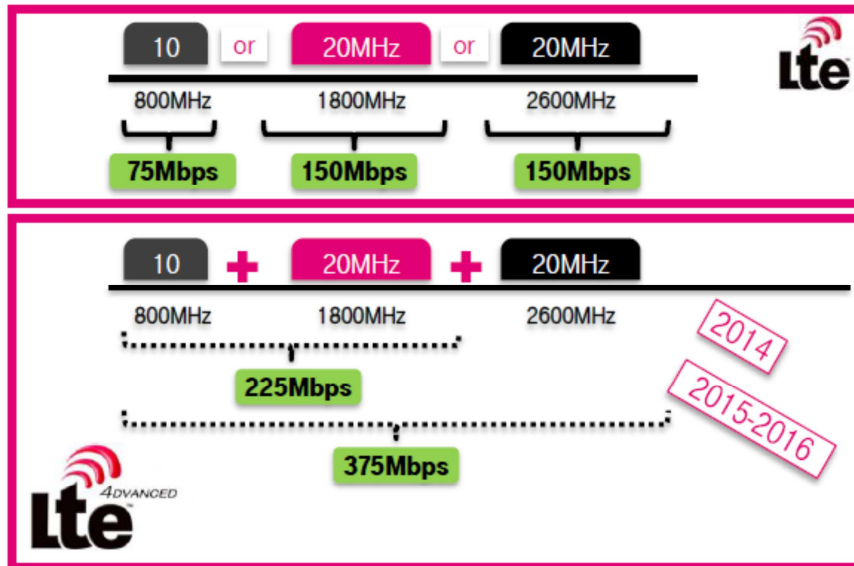 10 or 20MHz or 20MHz
Lte
800MHz 1800MHz 2600MHz
75Mbps 150Mbps 150Mbps
10 + 20MHz + 20MHz
800MHz 1800MHz 2600MHz
2014
225Mbps
2015-2016
375Mbps
4DVANCED
Lte